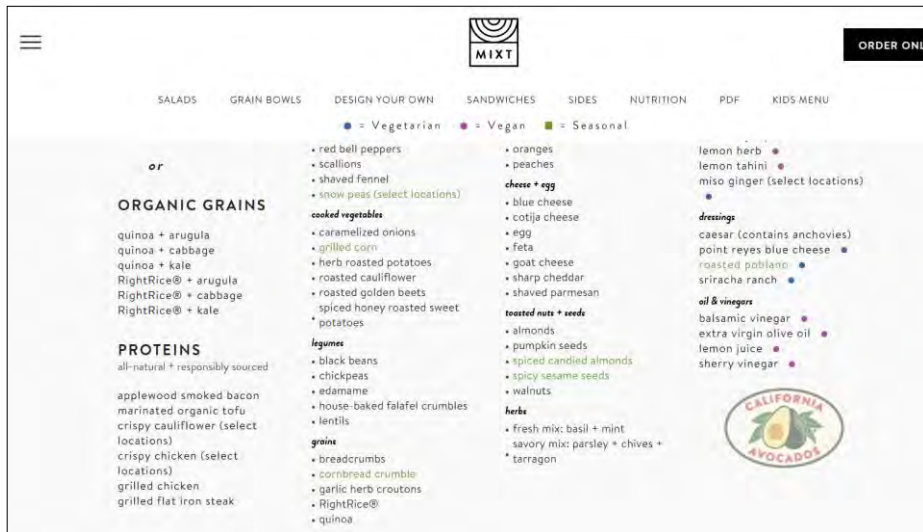 MIXT
ORDER ONL
SALADS GRAIN BOWLS DESIGN YOUR OWN SANDWICHES SIDES NUTRITION PDF KIDS MENU
= Vegetarian = Vegan = Seasonal
or
ORGANIC GRAINS
quinoa + arugula
quinoa + cabbage
quinoa + kale
RightRice® + arugula
RightRice® + cabbage
RightRice® + kale
PROTEINS
all-natural + responsibly sourced
applewood smoked bacon
marinated organic tofu
crispy cauliflower (select
locations)
crispy chicken (select
locations)
grilled chicken
grilled flat iron steak
• red bell peppers
• scallions
• shaved fennel
• snow peas (select locations)
cooked vegetables
• caramelized onions
• grilled corn
• herb roasted potatoes
• roasted cauliflower
• roasted golden beets
spiced honey roasted sweet
• potatoes
legumes
• black beans
• chickpeas
• edamame
• house-baked falafel crumbles
• lentils
grains
• breadcrumbs
• cornbread crumble
• garlic herb croutons
• RightRice®
• quinoa
• oranges
• peaches
cheese + egg
• blue cheese
• cotija cheese
• egg
• feta
• goat cheese
• sharp cheddar
• shaved parmesan
toasted nuts + seeds
• almonds
• pumpkin seeds
• spiced candied almonds
• spicy sesame seeds
• walnuts
herbs
• fresh mix: basil + mint
savory mix: parsley + chives +
• tarragon
lemon herb
lemon tahini
miso ginger (select locations)
dressings
caesar (contains anchovies)
point reyes blue cheese
roasted poblano
sriracha ranch
oil & vinegars
balsamic vinegar
extra virgin olive oil
lemon juice
sherry vinegar
CALIFORNIA
AVOCADOS